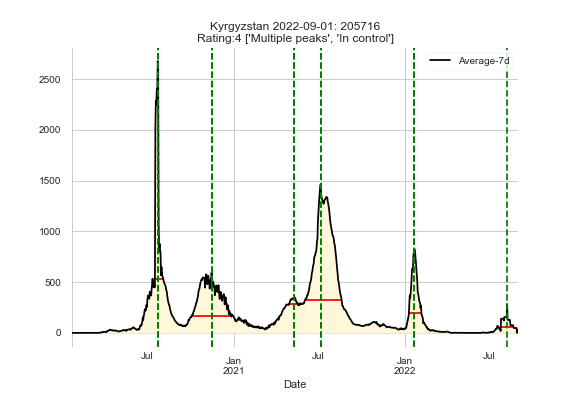 Kyrgyzstan 2022-09-01: 205716
Rating:4 ['Multiple peaks', 'In control']
Average-7d
2500
2000
1500
1000
500
0
Jul
Jan
2021
Jul
Jan
2022
Jul
Date